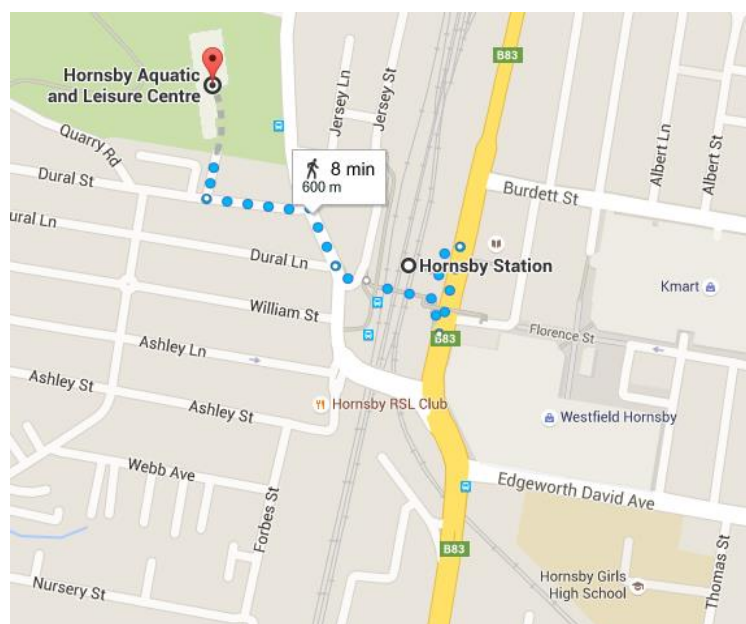 B83
Hornsby Aquatic
and Leisure Centre
Jersey Ln
Jersey St
Quarry Rd
Albert Ln
Albert St
8 min
600 m
Dural St
Burdett St
ural Ln
Dural Ln
Hornsby Station
Kmart
William St
Florence St
B83
Ashley Ln
Ashley St
Hornsby RSL Club
Ashley St
Westfield Hornsby
Webb Ave
Edgeworth David Ave
Forbes St
B83
Thomas St
Hornsby Girls
High School
Nursery St